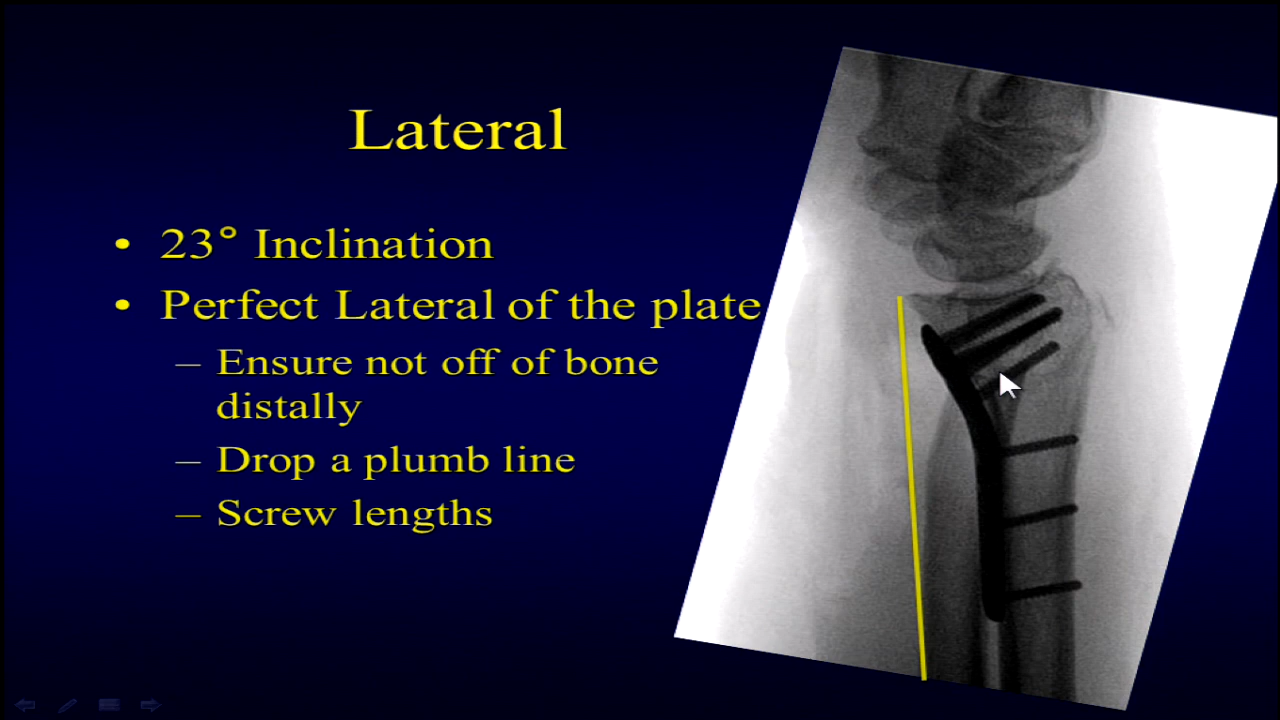 Lateral
• 23° Inclination
• Perfect Lateral of the plate
– Ensure not off of bone
distally
– Drop a plumb line
– Screw lengths